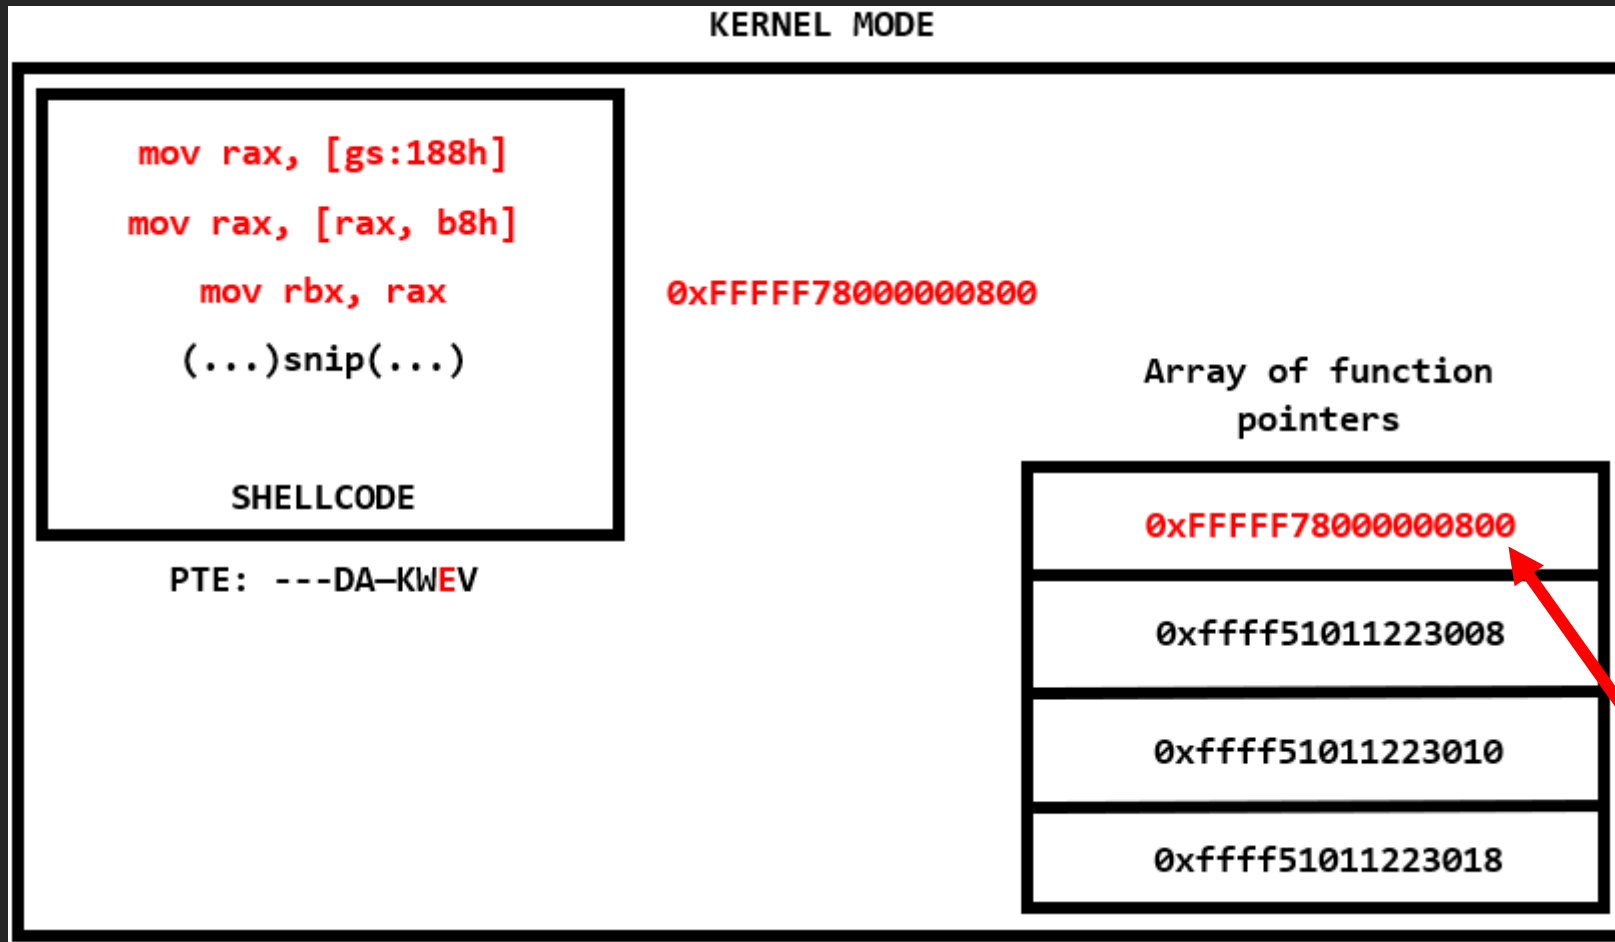 KERNEL MODE
mov rax, [gs:188h]
mov rax, [rax, b8h]
mov rbx, rax
(...)snip(...)
SHELLCODE
PTE: ---DA—KWEV
0xFFFFF78000000800
Array of function
pointers
0xFFFFF78000000800
0xffff51011223008
0xffff51011223010
0xffff51011223018